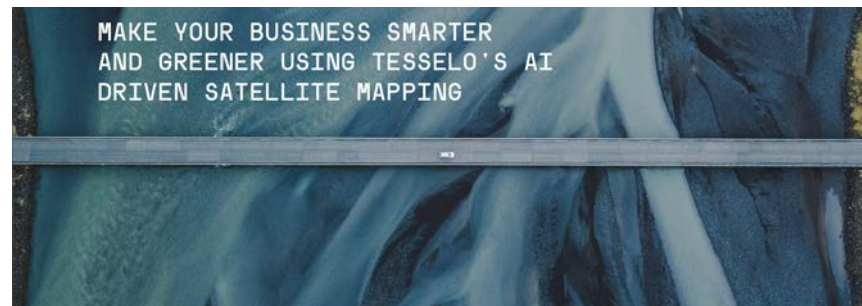 MAKE YOUR BUSINESS SMARTER
AND GREENER USING TESSELO'S AI
DRIVEN SATELLITE MAPPING